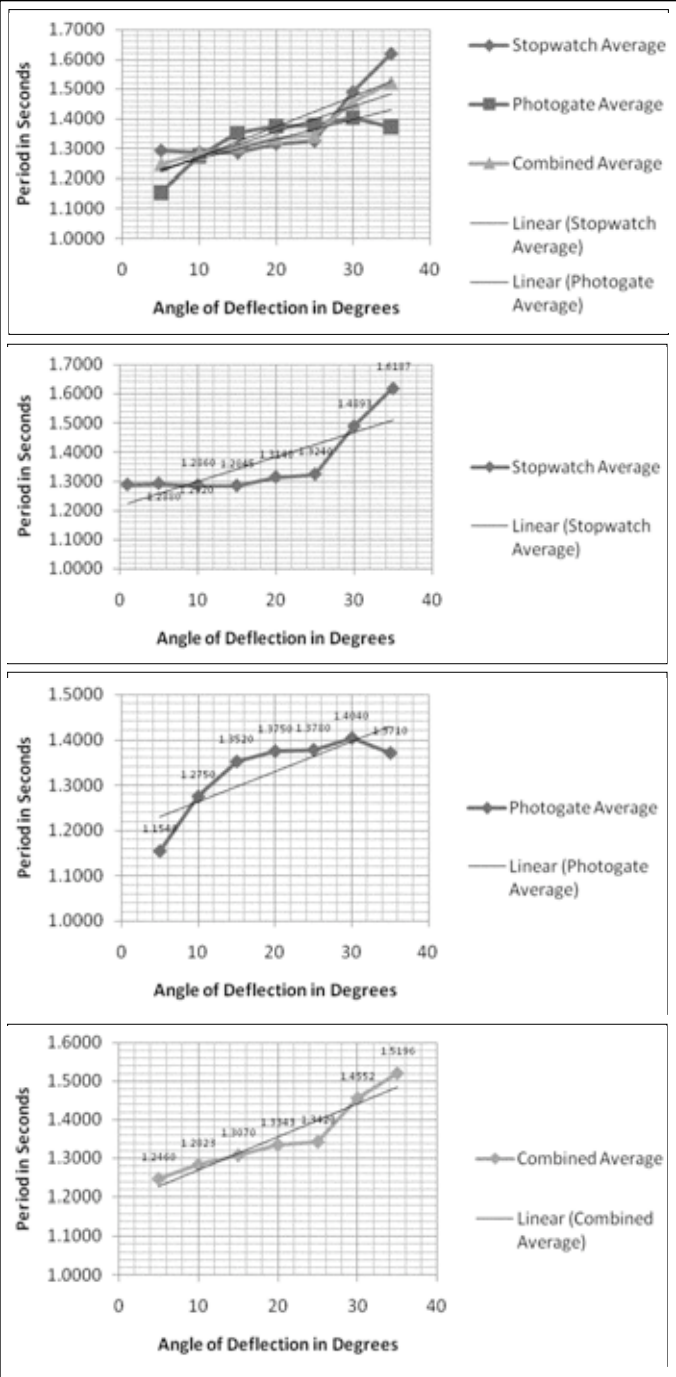 1.7000
1.6000
1.5000
1.4000
1.3000
1.2000
1.1000
1.0000
Period in Seconds
0 10 20 30 40
Angle of Deflection in Degrees
Stopwatch Average
Photogate Average
Combined Average
Linear (Stopwatch
Average)
Linear (Photogate
Average)
1.7000
1.6000
1.5000
1.4000
1.3000
1.2000
1.1000
1.0000
Period in Seconds
0 10 20 30 40
Angle of Deflection in Degrees
Stopwatch Average
Linear (Stopwatch
Average)
1.5000
1.4000
1.3000
1.2000
1.1000
1.0000
Period in Seconds
1.2750
1.3520
1.3750
1.4040
0 10 20 30 40
Angle of Deflection in Degrees
Photogate Average
Linear (Photogate
Average)
1.6000
1.5000
1.4000
1.3000
1.2000
1.1000
1.0000
Period in Seconds
1.2460
1.3070
1.3343
1.4552
1.5196
0 10 20 30 40
Angle of Deflection in Degrees
Combined Average
Linear (Combined
Average)